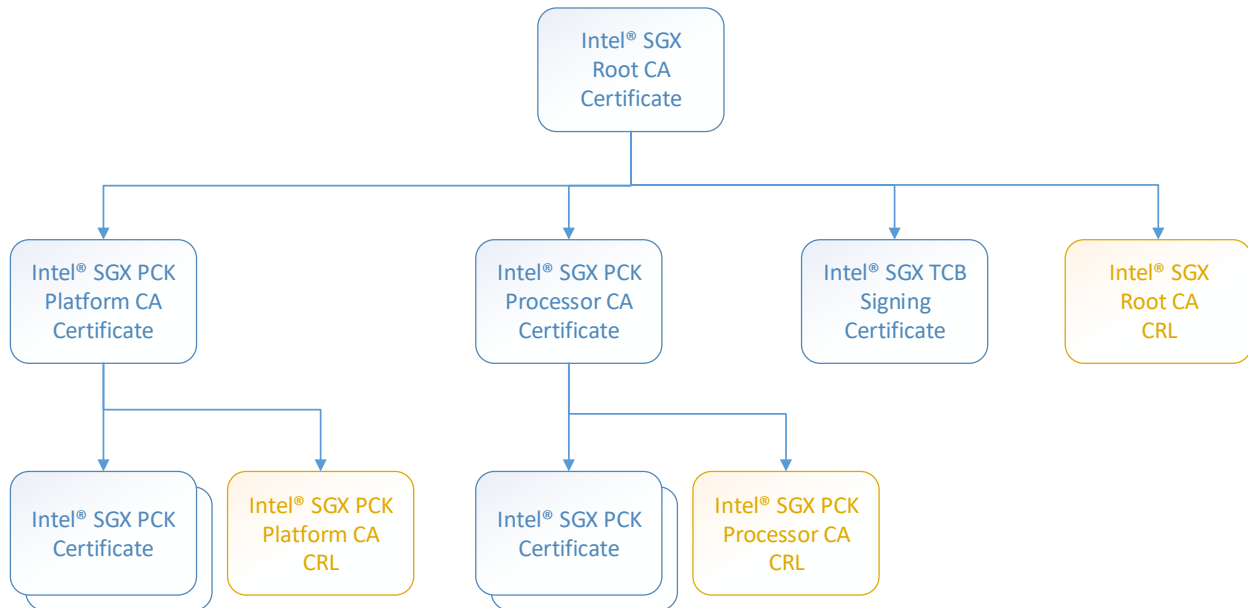 Intel® SGX
Root CA
Certificate
Intel® SGX PCK
Platform CA
Certificate
Intel® SGX PCK
Processor CA
Certificate
Intel® SGX TCB
Signing
Certificate
Intel® SGX
Root CA
CRL
Intel® SGX PCK
Certificate
Intel® SGX PCK
Platform CA
CRL
Intel® SGX PCK
Certificate
Intel® SGX PCK
Processor CA
CRL